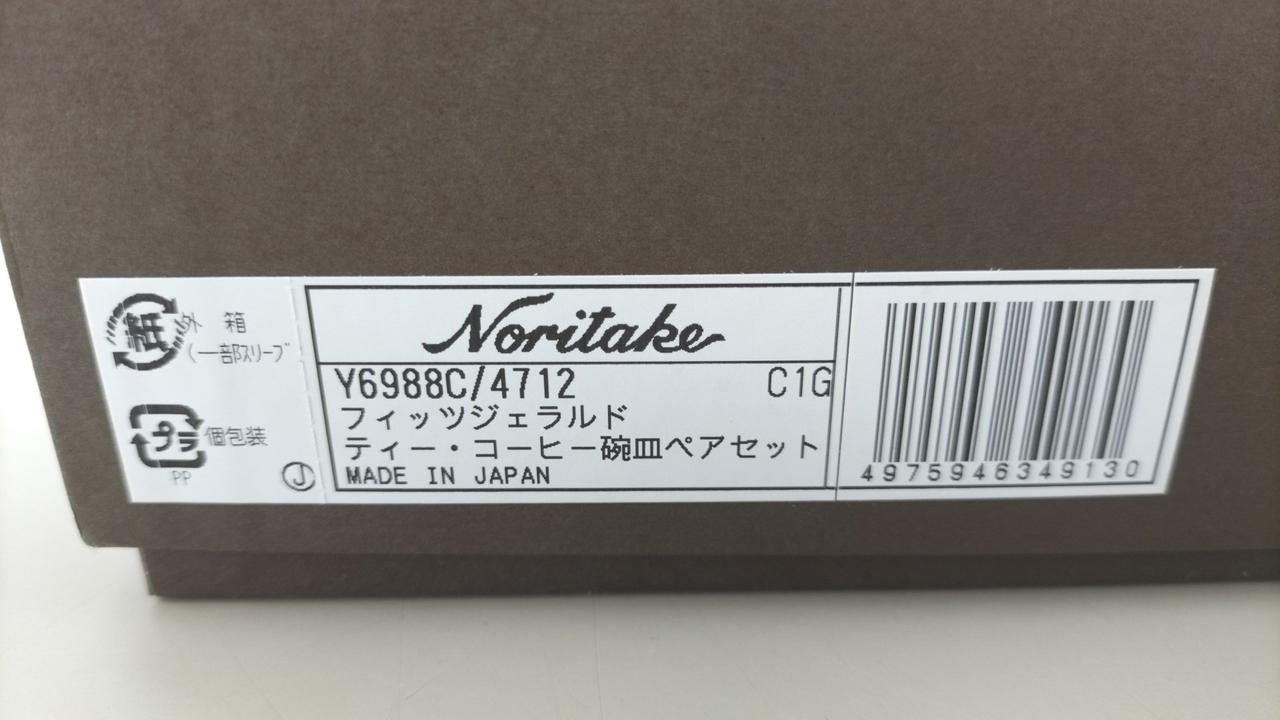 紙 外箱
(一部スリーブ
プラ 個包装
PP
J
Noritake
Y6988C/4712 C1G
フィッツジェラルド
ティー・コーヒー碗皿ペアセット
MADE IN JAPAN
4975946349130